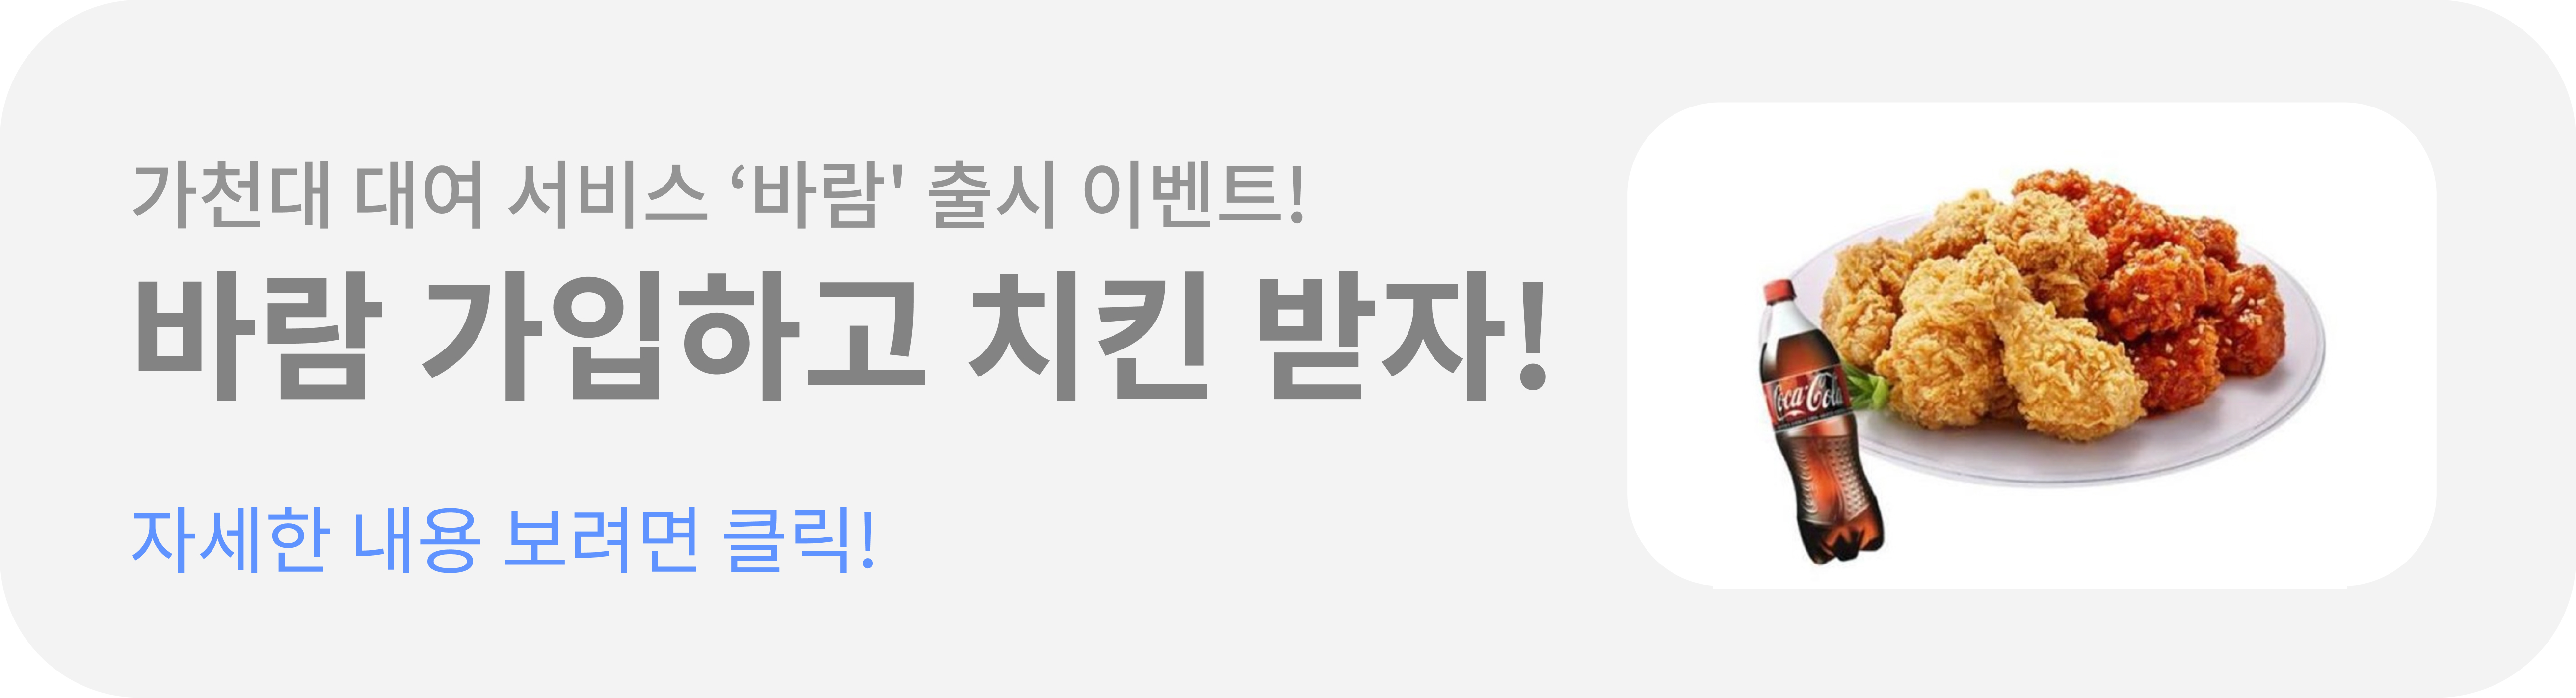 가천대 대여 서비스 ‘바람' 출시 이벤트!
바람 가입하고 치킨 받자!
자세한 내용 보려면 클릭!
Coca-Cola